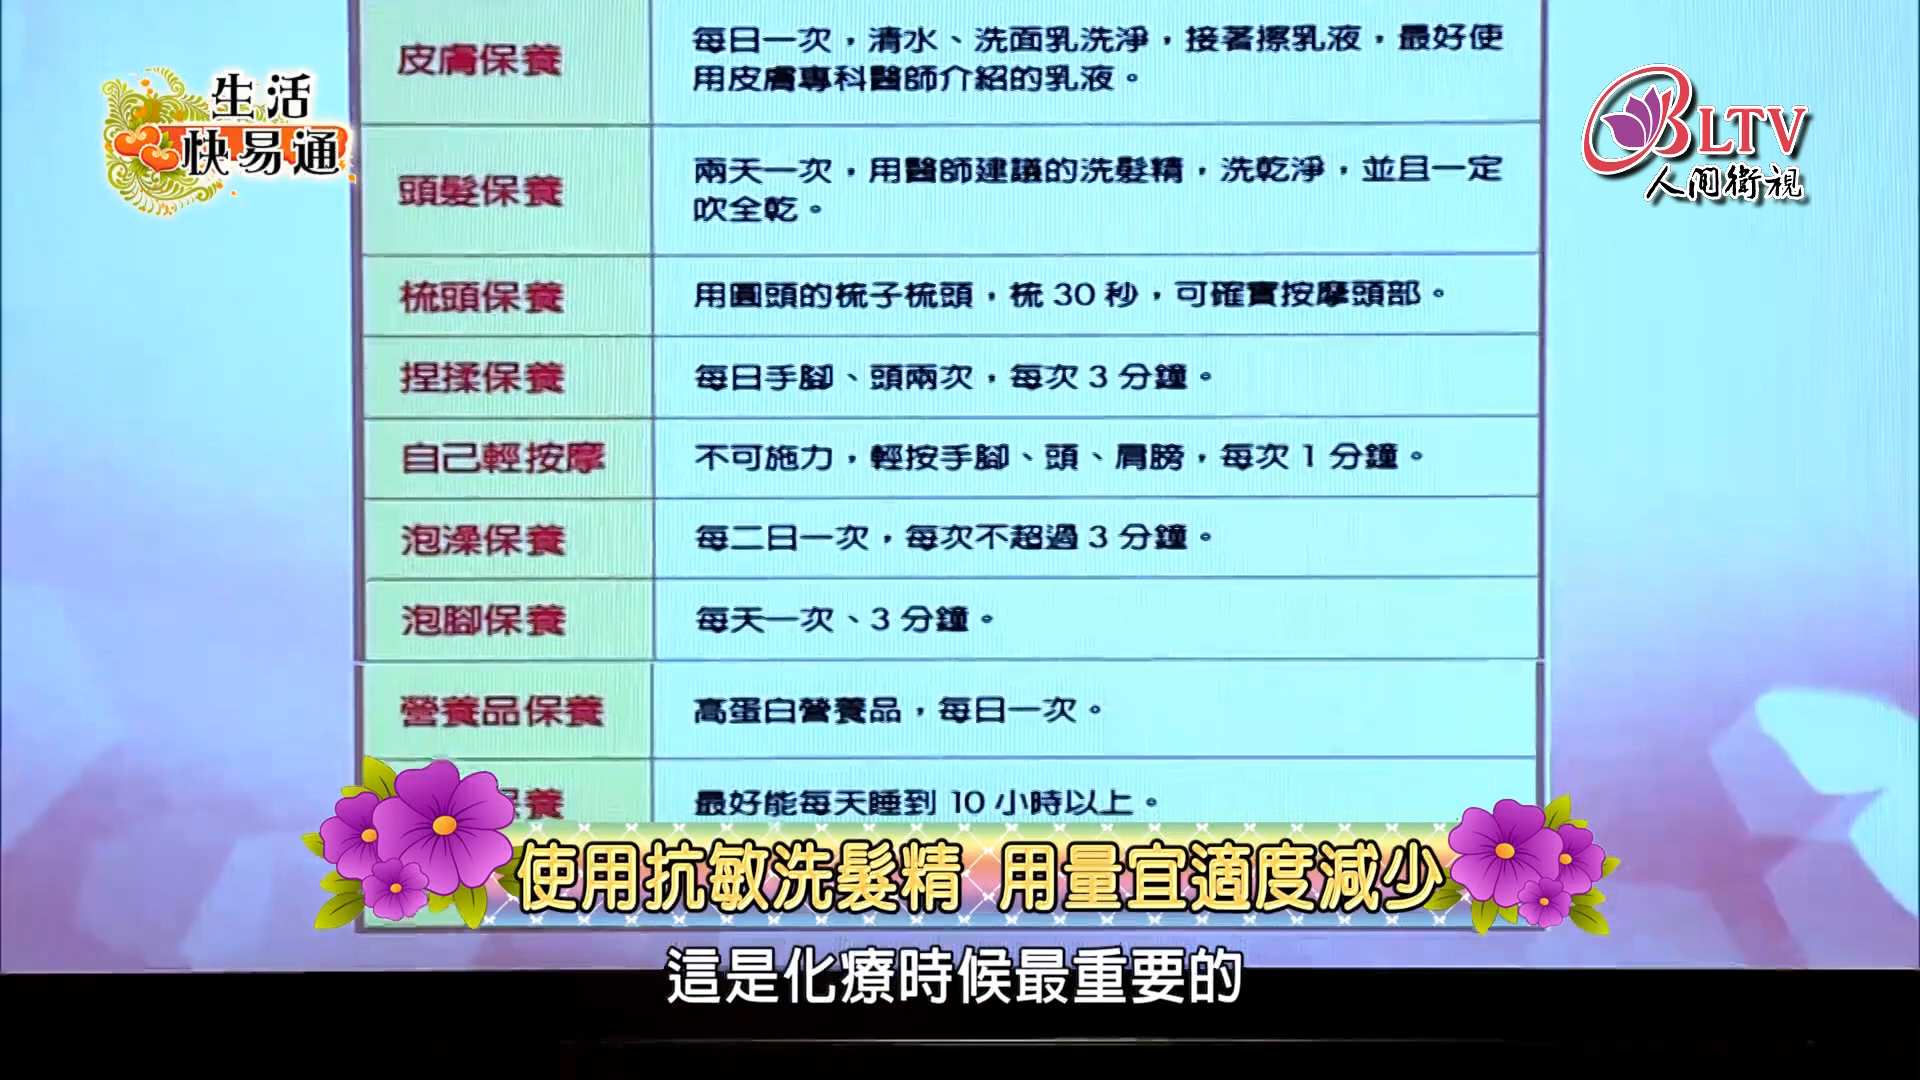 生活
快易通
BLTV
人間衛視
皮膚保養
每日一次，清水、洗面乳洗淨，接著擦乳液，最好使
用皮膚專科醫師介紹的乳液。
頭髮保養
兩天一次，用醫師建議的洗髮精，洗乾淨，並且一定
吹全乾。
梳頭保養
用圓頭的梳子梳頭，梳 30 秒，可確實按摩頭部。
捏揉保養
每日手腳、頭兩次，每次 3 分鐘。
自己輕按摩
不可施力，輕按手腳、頭、肩膀，每次 1 分鐘。
泡澡保養
每二日一次，每次不超過 3 分鐘。
泡腳保養
每天一次、3 分鐘。
營養品保養
高蛋白營養品，每日一次。
保養
最好能每天睡到 10 小時以上。
使用抗敏洗髮精 用量宜適度減少
這是化療時候最重要的